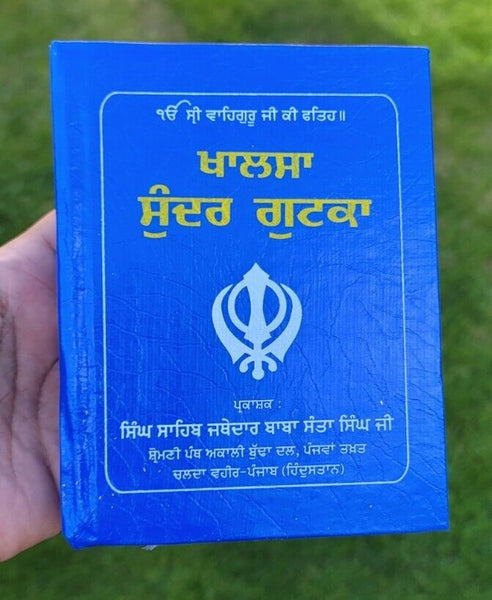 ੴ ਸ੍ਰੀ ਵਾਹਿਗੁਰੂ ਜੀ ਕੀ ਫਤਿਹ॥
ਖਾਲਸਾ
ਸੁੰਦਰ ਗੁਟਕਾ
ਪ੍ਰਕਾਸ਼ਕ :
ਸਿੰਘ ਸਾਹਿਬ ਜਥੇਦਾਰ ਬਾਬਾ ਸੰਤਾ ਸਿੰਘ ਜੀ
ਸ਼੍ਰੋਮਣੀ ਪੰਥ ਅਕਾਲੀ ਬੁੱਢਾ ਦਲ, ਪੰਜਵਾਂ ਤਖ਼ਤ
ਚਲਦਾ ਵਹੀਰ-ਪੰਜਾਬ (ਹਿੰਦੁਸਤਾਨ)